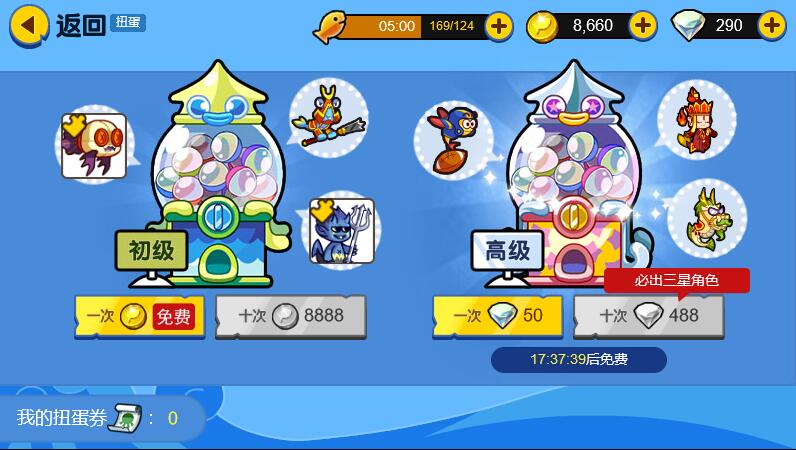 返回 扭蛋
05:00 169/124
8,660
290
初级
高级
必出三星角色
一次 免费
十次 8888
一次 50
十次 488
17:37:39后免费
我的扭蛋券 : 0